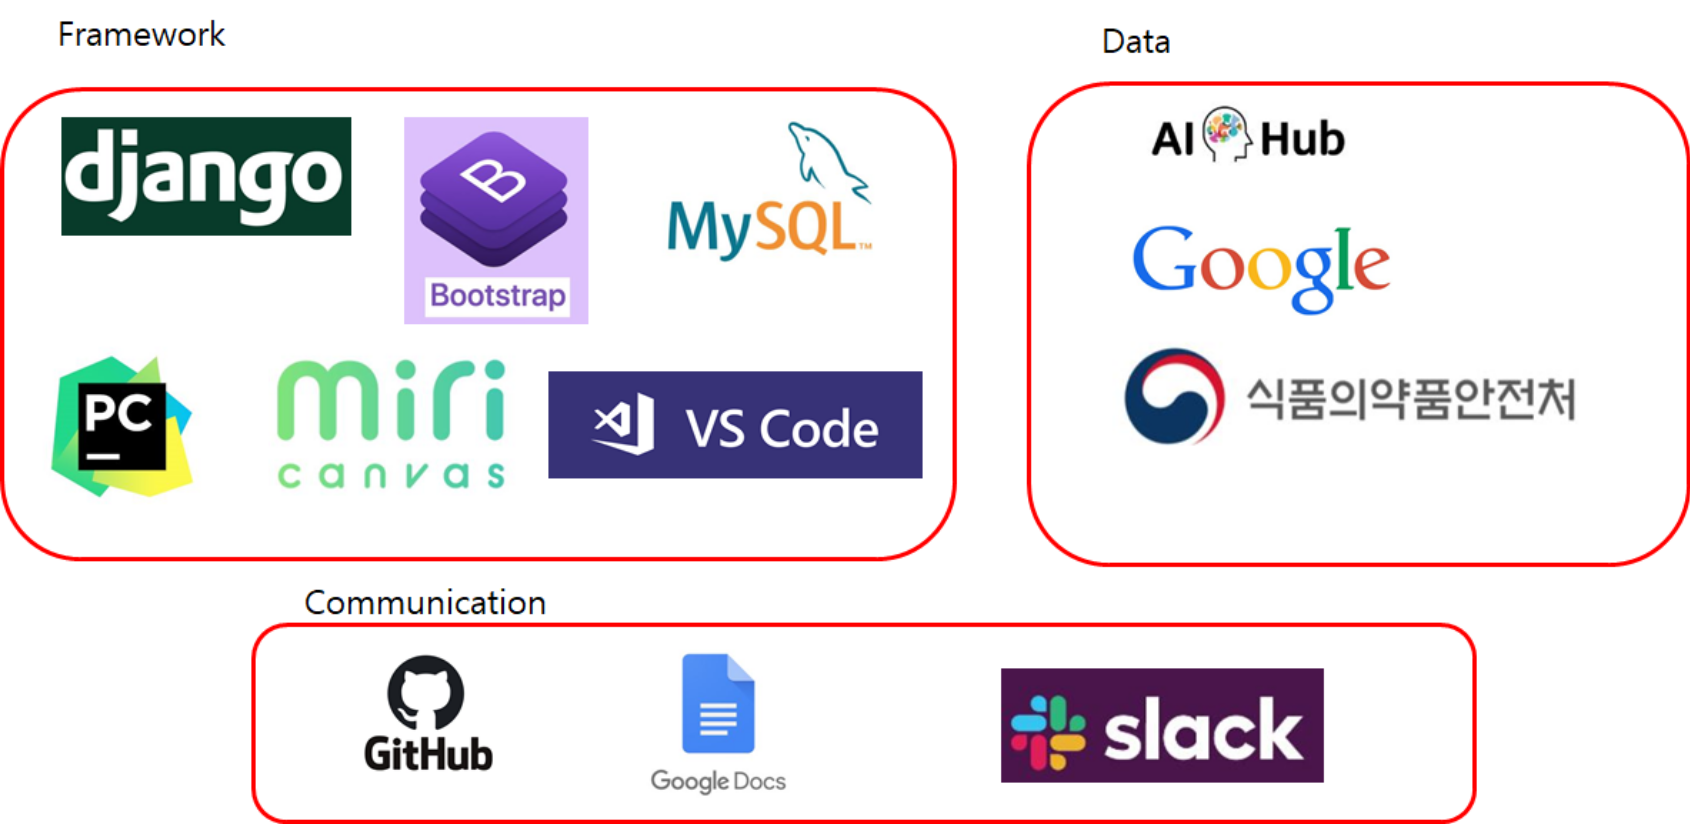 Framework
django
B
Bootstrap
MySQL™
PC
miri
canvas
VS Code
Data
AI Hub
Google
식품의약품안전처
Communication
GitHub
Google Docs
slack